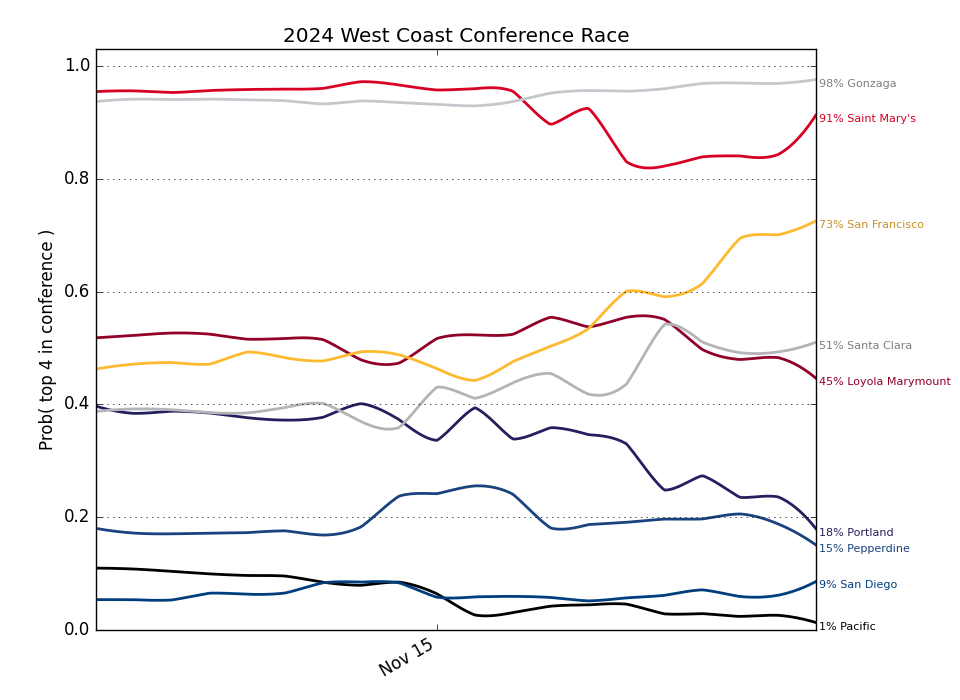 2024 West Coast Conference Race
Prob( top 4 in conference )
1.0
0.8
0.6
0.4
0.2
0.0
Nov 15
98% Gonzaga
91% Saint Mary's
73% San Francisco
51% Santa Clara
45% Loyola Marymount
18% Portland
15% Pepperdine
9% San Diego
1% Pacific